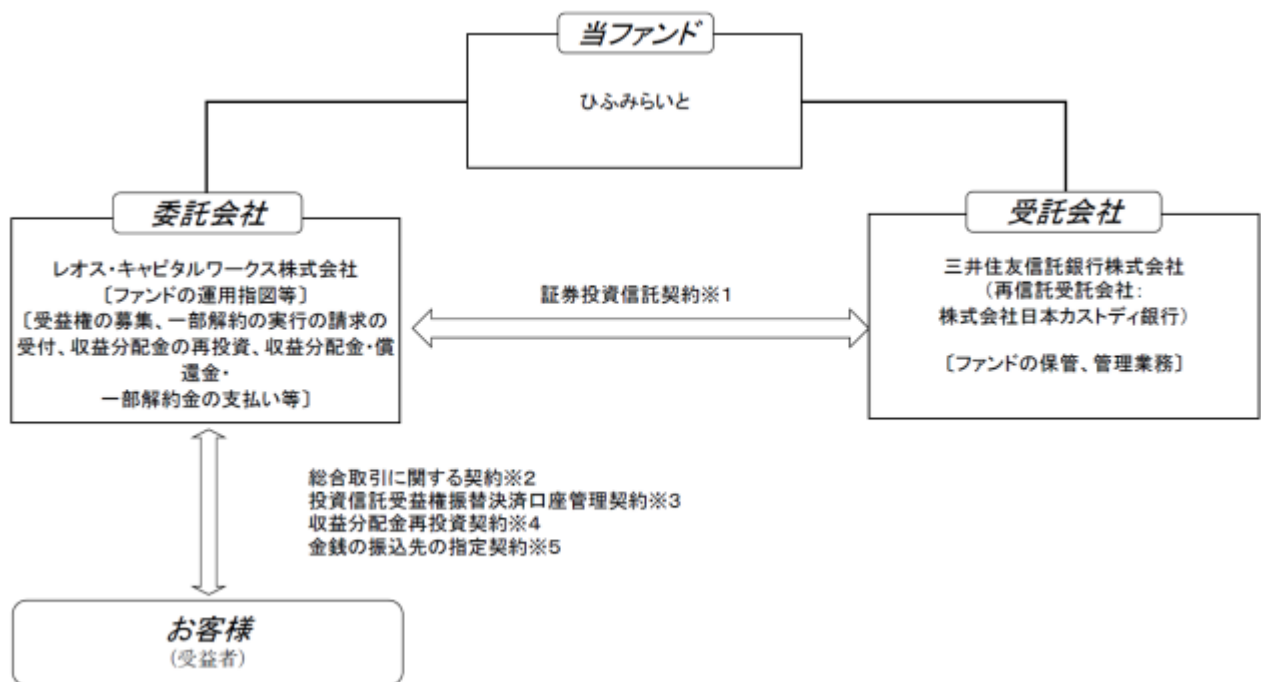 当ファンド
ひふみらいと
委託会社
レオス・キャピタルワークス株式会社
〔ファンドの運用指図等〕
〔受益権の募集、一部解約の実行の請求の
受付、収益分配金の再投資、収益分配金・償
還金・
一部解約金の支払い等〕
証券投資信託契約※1
受託会社
三井住友信託銀行株式会社
(再信託受託会社:
株式会社日本カストディ銀行)
〔ファンドの保管、管理業務〕
総合取引に関する契約※2
投資信託受益権振替決済口座管理契約※3
収益分配金再投資契約※4
金銭の振込先の指定契約※5
お客様
(受益者)